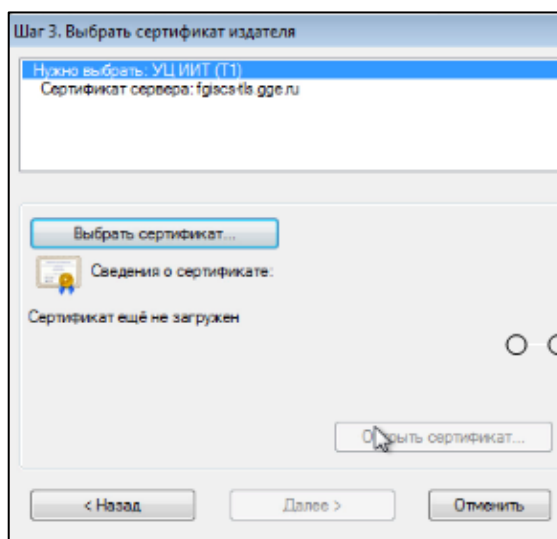 Шаг 3. Выбрать сертификат издателя
Нужно выбрать: УЦ ИИТ (Т1)
Сертификат сервера: fgiscs-tls.gge.ru
Выбрать сертификат...
Сведения о сертификате:
Сертификат ещё не загружен
Открыть сертификат...
< Назад
Далее >
Отменить